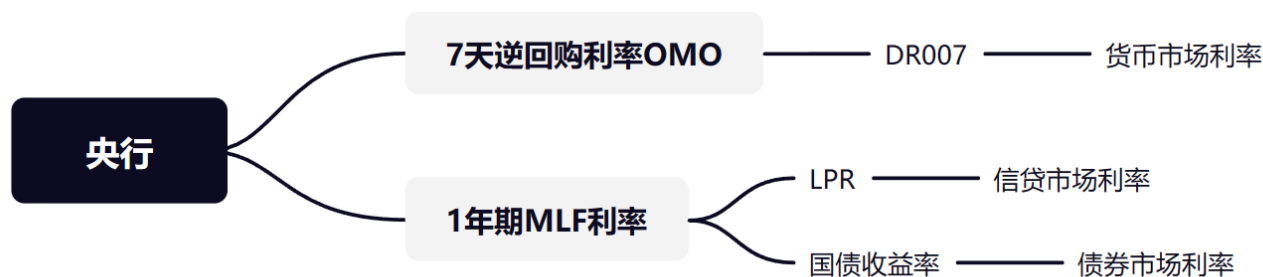 央行
7天逆回购利率OMO
DR007
货币市场利率
1年期MLF利率
LPR
信贷市场利率
国债收益率
债券市场利率